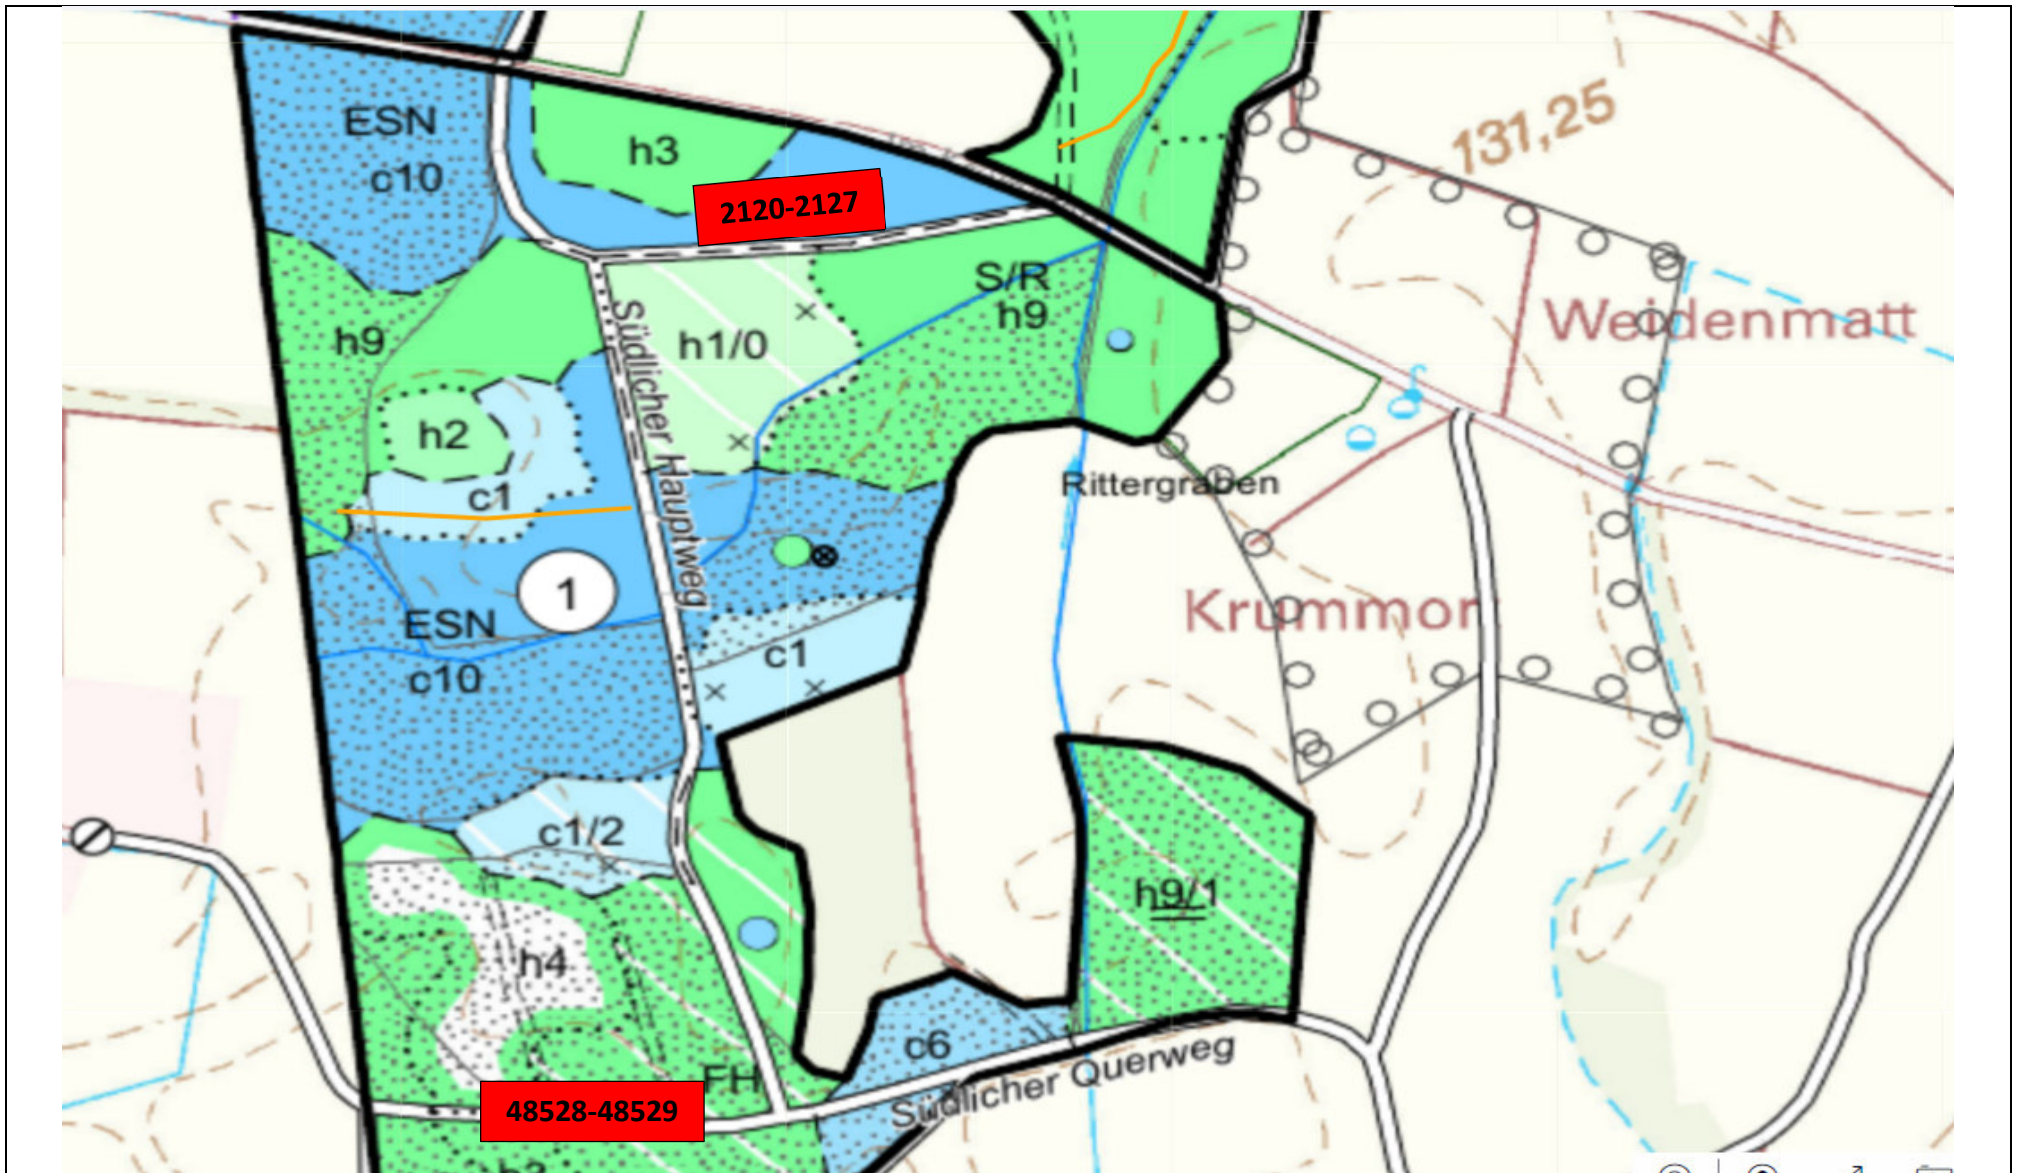 ESN
c10
h3
2120-2127
131,25
S/R
h9
h9
h1/0
Südlicher Hauptweg
Weidenmatt
h2
c1
Rittergraben
1
ESN
c10
c1
Krummor
c1/2
h9/1
h4
c6
FH
Südlicher Querweg
48528-48529